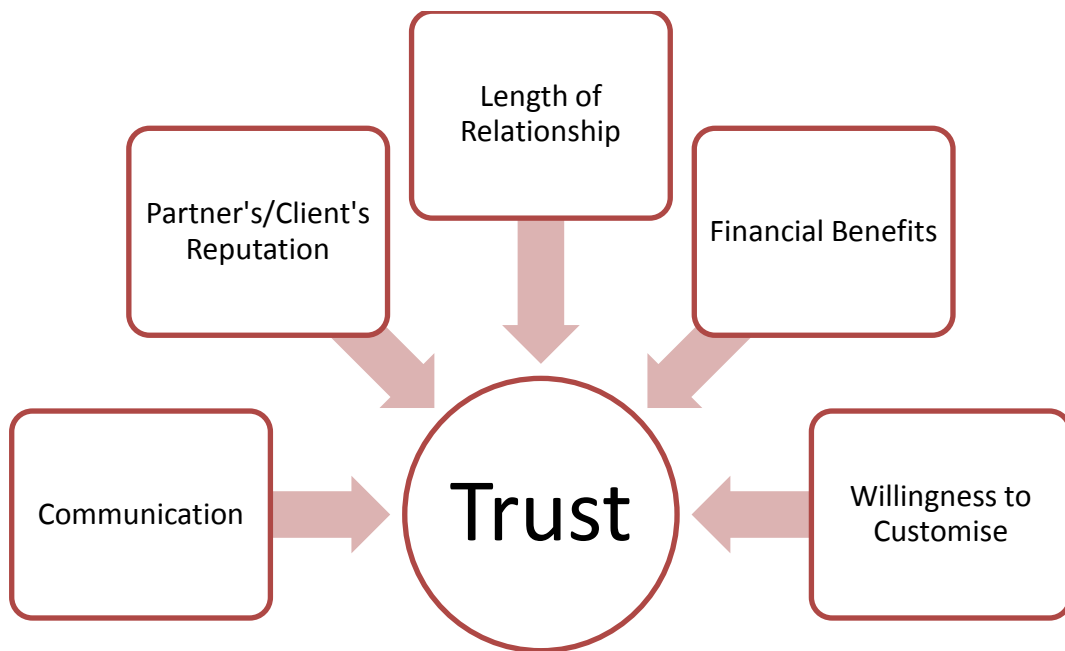 Length of
Relationship
Partner's/Client's
Reputation
Financial Benefits
Communication
Trust
Willingness to
Customise